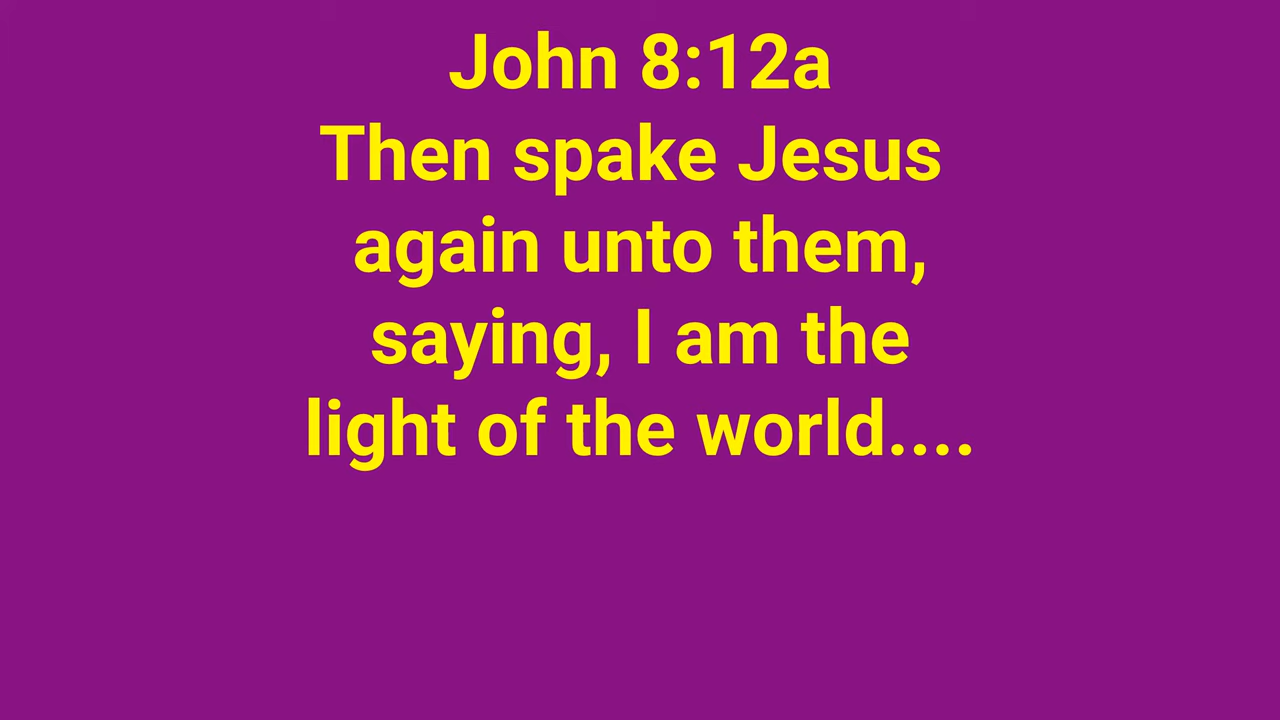 John 8:12a
Then spake Jesus
again unto them,
saying, I am the
light of the world....